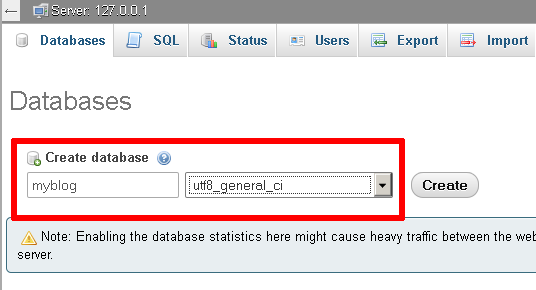 Server: 127.0.0.1
Databases SQL Status Users Export Import
Databases
Create database
myblog utf8_general_ci Create
Note: Enabling the database statistics here might cause heavy traffic between the web
server.